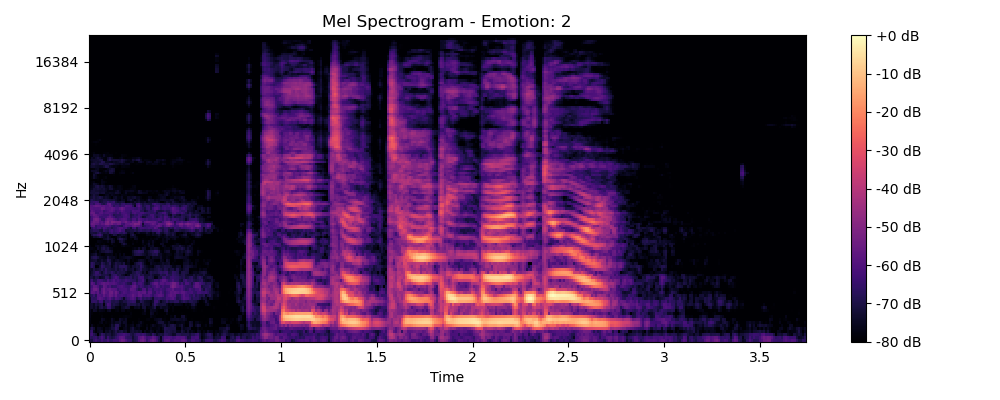 Mel Spectrogram - Emotion: 2
Hz
16384
8192
4096
2048
1024
512
0
0 0.5 1 1.5 2 2.5 3 3.5
Time
+0 dB
-10 dB
-20 dB
-30 dB
-40 dB
-50 dB
-60 dB
-70 dB
-80 dB